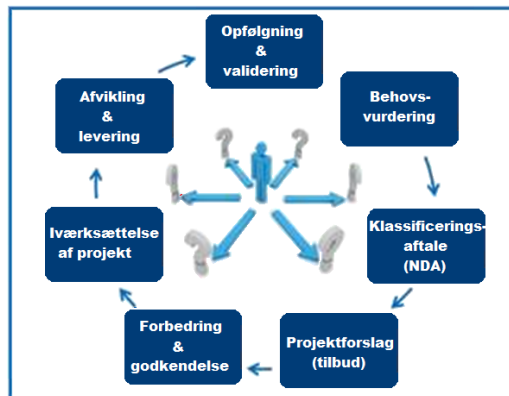 Opfølgning
&
validering
Behovs-
vurdering
Klassificerings-
aftale
(NDA)
Projektforslag
(tilbud)
Forbedring
&
godkendelse
Iværksættelse
af projekt
Afvikling
&
levering